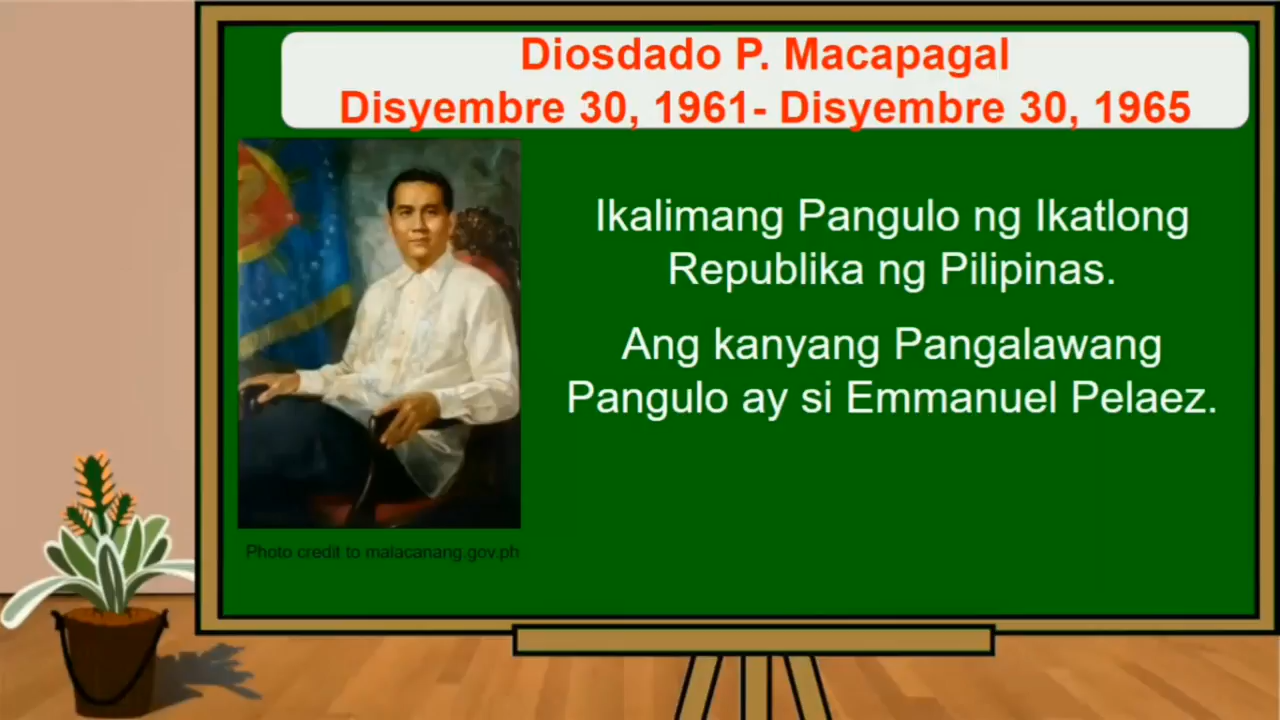 Diosdado P. Macapagal
Disyembre 30, 1961- Disyembre 30, 1965
Ikalimang Pangulo ng Ikatlong
Republika ng Pilipinas.
Ang kanyang Pangalawang
Pangulo ay si Emmanuel Pelaez.
Photo credit to malacanang.gov.ph